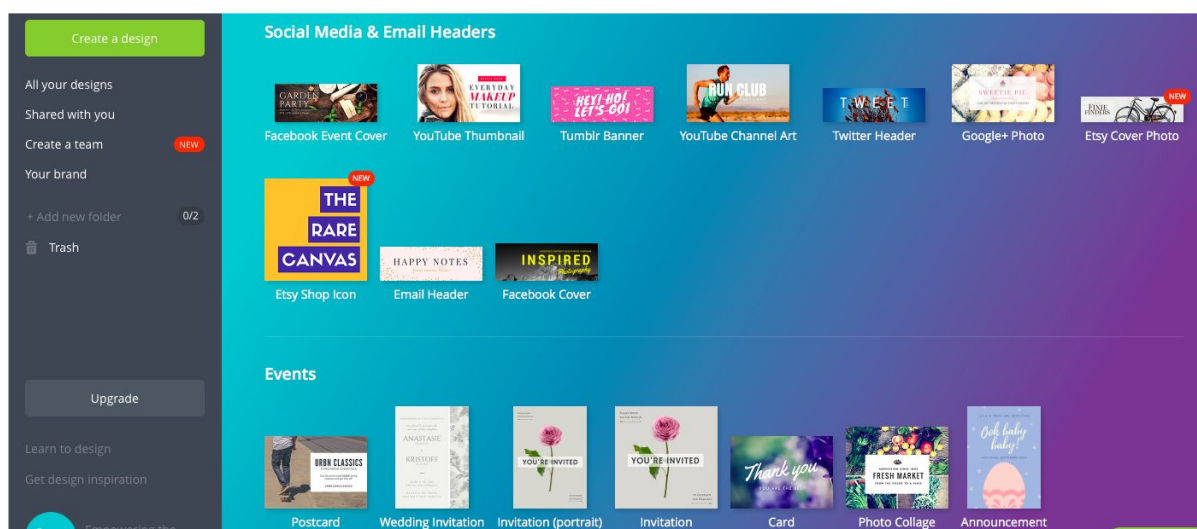 Create a design
All your designs
Shared with you
Create a team NEW
Your brand
+ Add new folder 0/2
Trash
Upgrade
Learn to design
Get design inspiration
Empowering the
Social Media & Email Headers
GARDEN
PARTY
Facebook Event Cover
EVERYDAY
MAKEUP
TUTORIAL
YouTube Thumbnail
HEY! HO!
LET'S GO!
Tumblr Banner
RUN CLUB
YouTube Channel Art
TWEET
Twitter Header
SWEETIE PIE
Google+ Photo
NEW
FIXIE
FINDERS
Etsy Cover Photo
NEW
THE
RARE
CANVAS
Etsy Shop Icon
HAPPY NOTES
Email Header
INSPIRED
Photography
Facebook Cover
Events
URBN CLASSICS
Postcard
ANASTASIE
KRISTOFF
Wedding Invitation
YOU'RE INVITED
Invitation (portrait)
YOU'RE INVITED
Invitation
Thank you
Card
FRESH MARKET
Photo Collage
Ooh baby
baby!
Announcement